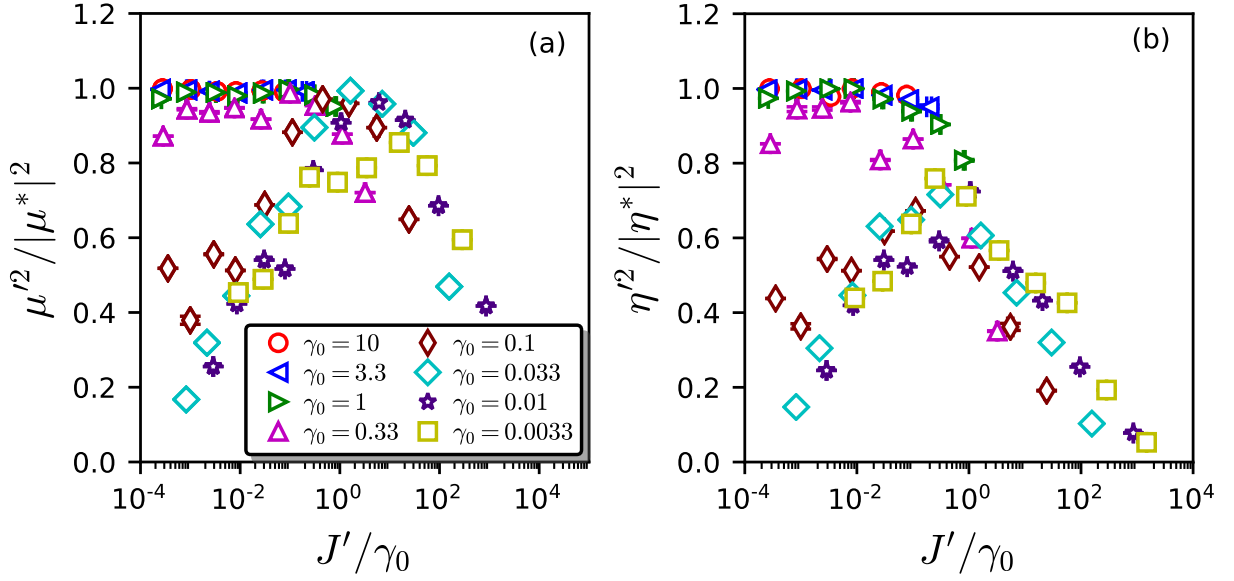 (a)
1.2
1.0
0.8
0.6
0.4
0.2
0.0
μ′²/|μ*|²
γ₀ = 10
γ₀ = 3.3
γ₀ = 1
γ₀ = 0.33
γ₀ = 0.1
γ₀ = 0.033
γ₀ = 0.01
γ₀ = 0.0033
10⁻⁴ 10⁻² 10⁰ 10² 10⁴
J′/γ₀
(b)
1.2
1.0
0.8
0.6
0.4
0.2
0.0
η′²/|η*|²
10⁻⁴ 10⁻² 10⁰ 10² 10⁴
J′/γ₀